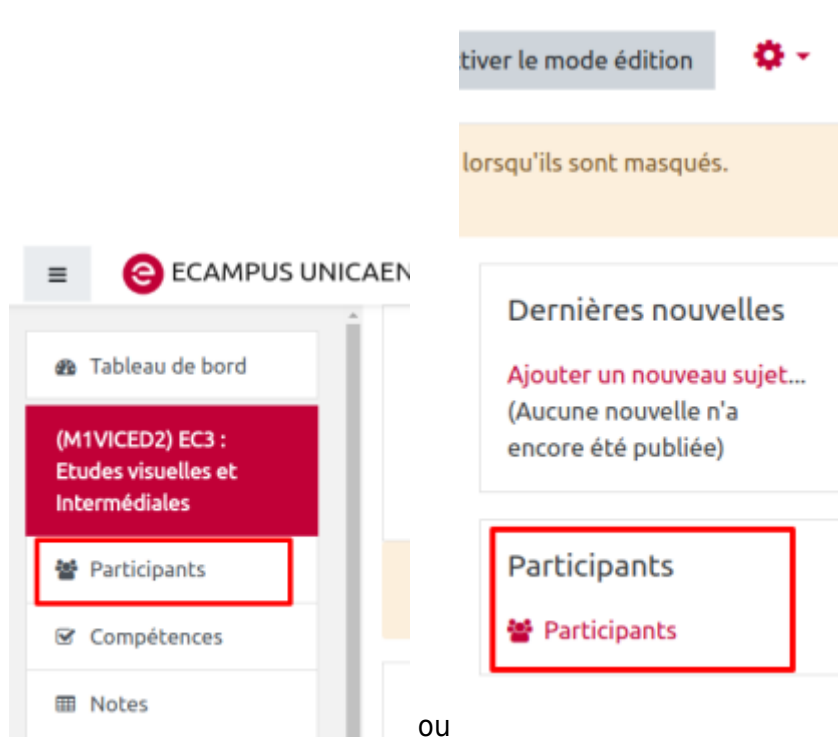 ECAMPUS UNICAEN
Tableau de bord
(M1VICED2) EC3 :
Etudes visuelles et
Intermédiales
Participants
Compétences
Notes
ou
tiver le mode édition
lorsqu'ils sont masqués.
Dernières nouvelles
Ajouter un nouveau sujet...
(Aucune nouvelle n'a
encore été publiée)
Participants
Participants